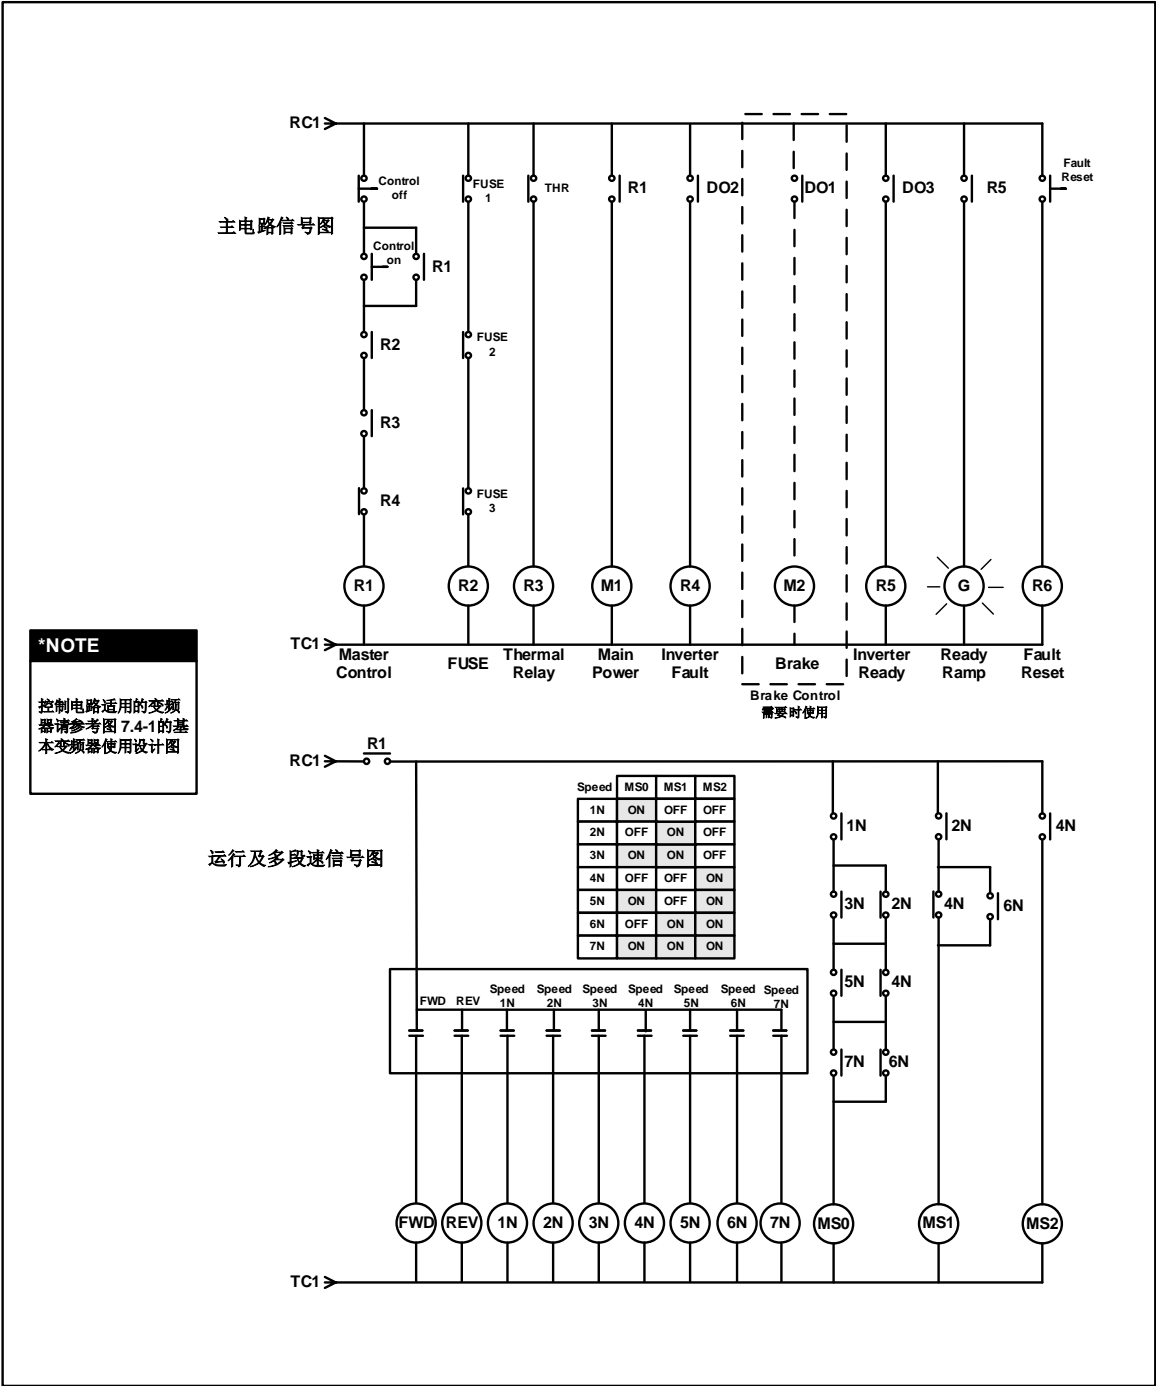 RC1
Control
off
FUSE
1
THR
R1
DO2
DO1
DO3
R5
Fault
Reset
主电路信号图
Control
on
R1
R2
FUSE
2
R3
R4
FUSE
3
R1
R2
R3
M1
R4
M2
R5
G
R6
TC1
Master
Control
FUSE
Thermal
Relay
Main
Power
Inverter
Fault
Brake
Inverter
Ready
Ready
Ramp
Fault
Reset
Brake Control
需要时使用
*NOTE
控制电路适用的变频
器请参考图 7.4-1的基
本变频器使用设计图
RC1
R1
运行及多段速信号图
Speed MS0 MS1 MS2
1N ON OFF OFF
2N OFF ON OFF
3N ON ON OFF
4N OFF OFF ON
5N ON OFF ON
6N OFF ON ON
7N ON ON ON
1N
2N
4N
3N
2N
4N
6N
5N
4N
7N
6N
FWD
REV
Speed
1N
Speed
2N
Speed
3N
Speed
4N
Speed
5N
Speed
6N
Speed
7N
FWD
REV
1N
2N
3N
4N
5N
6N
7N
MS0
MS1
MS2
TC1